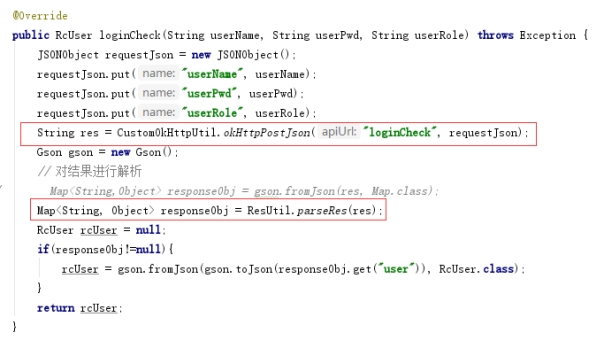 @Override
public RcUser loginCheck(String userName, String userPwd, String userRole) throws Exception {
JSONObject requestJson = new JSONObject();
requestJson.put( name: "userName", userName);
requestJson.put( name: "userPwd", userPwd);
requestJson.put( name: "userRole", userRole);
String res = CustomOkHttpUtil.okHttpPostJson( apiUrl: "loginCheck", requestJson);
Gson gson = new Gson();
// 对结果进行解析
Map<String,Object> responseObj = gson.fromJson(res, Map.class);
Map<String, Object> responseObj = ResUtil.parseRes(res);
RcUser rcUser = null;
if(responseObj!=null){
rcUser = gson.fromJson(gson.toJson(responseObj.get("user")), RcUser.class);
}
return rcUser;
}